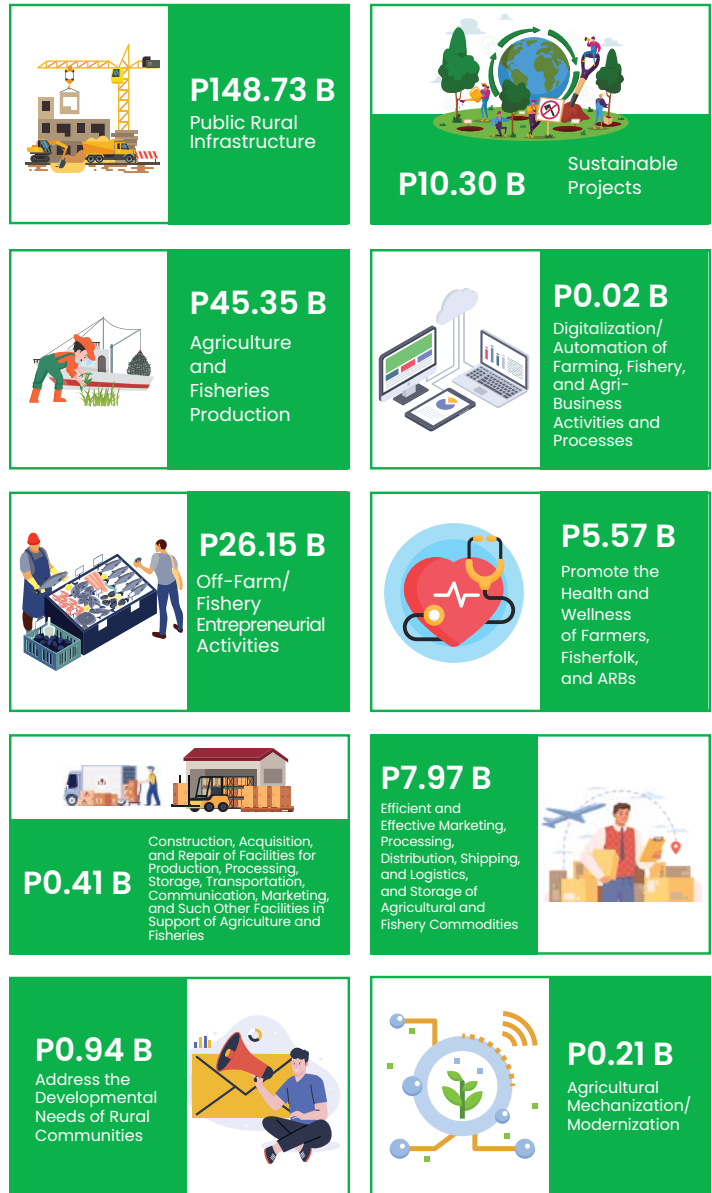 P148.73 B
Public Rural
Infrastructure
P10.30 B
Sustainable
Projects
P45.35 B
Agriculture
and
Fisheries
Production
P0.02 B
Digitalization/
Automation of
Farming, Fishery,
and Agri-
Business
Activities and
Processes
P26.15 B
Off-Farm/
Fishery
Entrepreneurial
Activities
P5.57 B
Promote the
Health and
Wellness
of Farmers,
Fisherfolk,
and ARBs
P0.41 B
Construction, Acquisition,
and Repair of Facilities for
Production, Processing,
Storage, Transportation,
Communication, Marketing,
and Such Other Facilities in
Support of Agriculture and
Fisheries
P7.97 B
Efficient and
Effective Marketing,
Processing,
Distribution, Shipping,
and Logistics,
and Storage of
Agricultural and
Fishery Commodities
P0.94 B
Address the
Developmental
Needs of Rural
Communities
P0.21 B
Agricultural
Mechanization/
Modernization